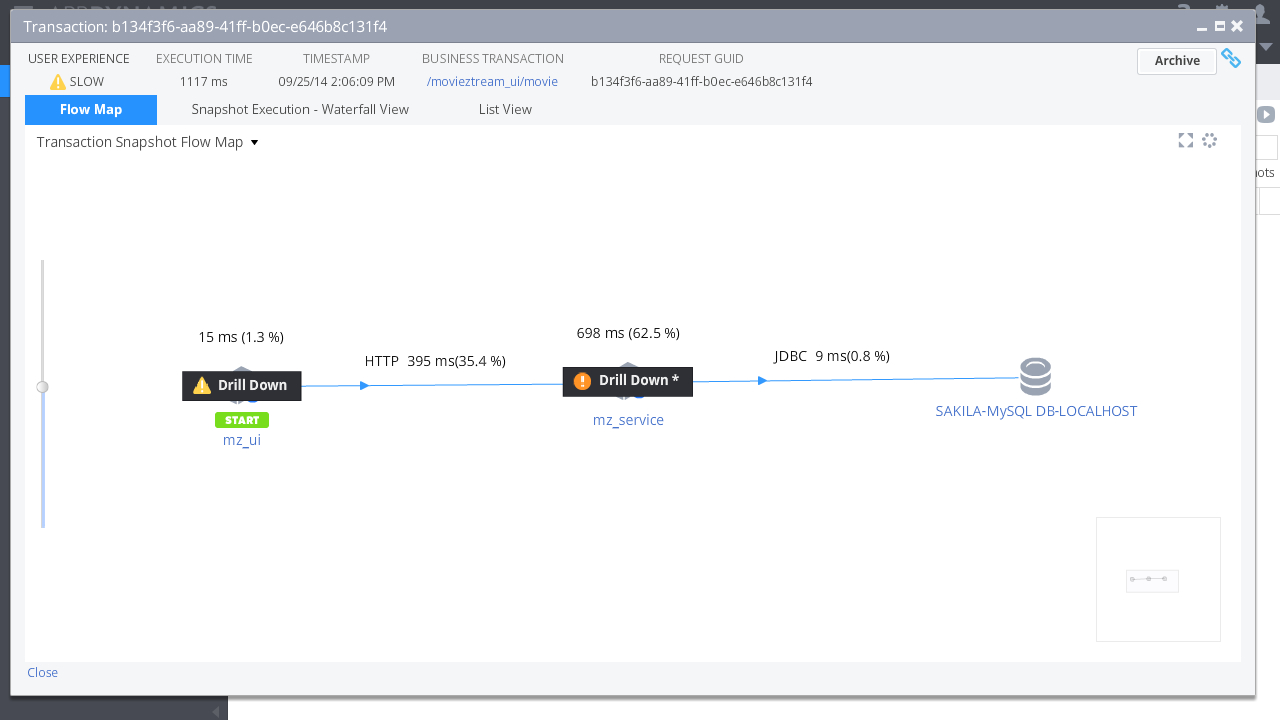 Transaction: b134f3f6-aa89-41ff-b0ec-e646b8c131f4
USER EXPERIENCE EXECUTION TIME TIMESTAMP BUSINESS TRANSACTION REQUEST GUID
SLOW 1117 ms 09/25/14 2:06:09 PM /movieztream_ui/movie b134f3f6-aa89-41ff-b0ec-e646b8c131f4
Archive
Flow Map Snapshot Execution - Waterfall View List View
Transaction Snapshot Flow Map
15 ms (1.3 %)
Drill Down
START
mz_ui
HTTP 395 ms(35.4 %)
698 ms (62.5 %)
Drill Down *
mz_service
JDBC 9 ms(0.8 %)
SAKILA-MySQL DB-LOCALHOST
Close